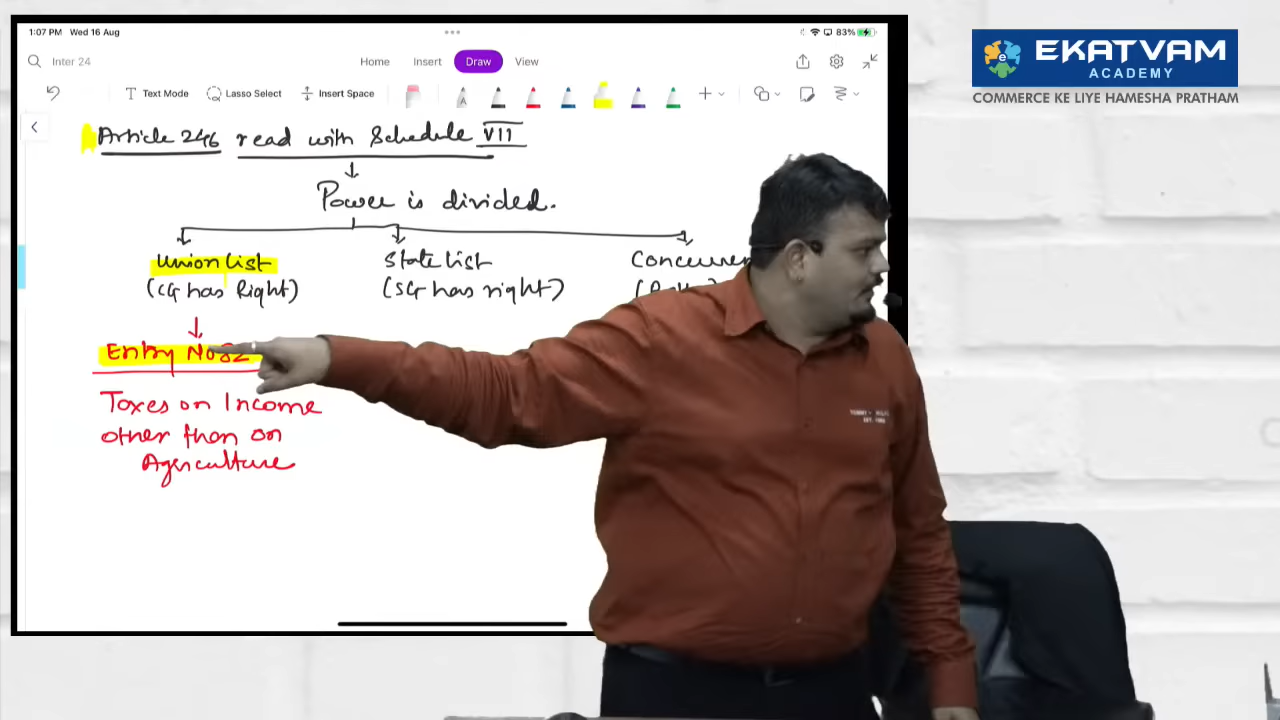 1:07 PM Wed 16 Aug
83%
Inter 24
Home Insert Draw View
Text Mode Lasso Select Insert Space
EKATVAM
ACADEMY
COMMERCE KE LIYE HAMESHA PRATHAM
Article 246 read with Schedule VII
Power is divided.
Union List State List
(CG has Right) (SG has right)
Entry No82
Taxes on Income
other than on
Agriculture